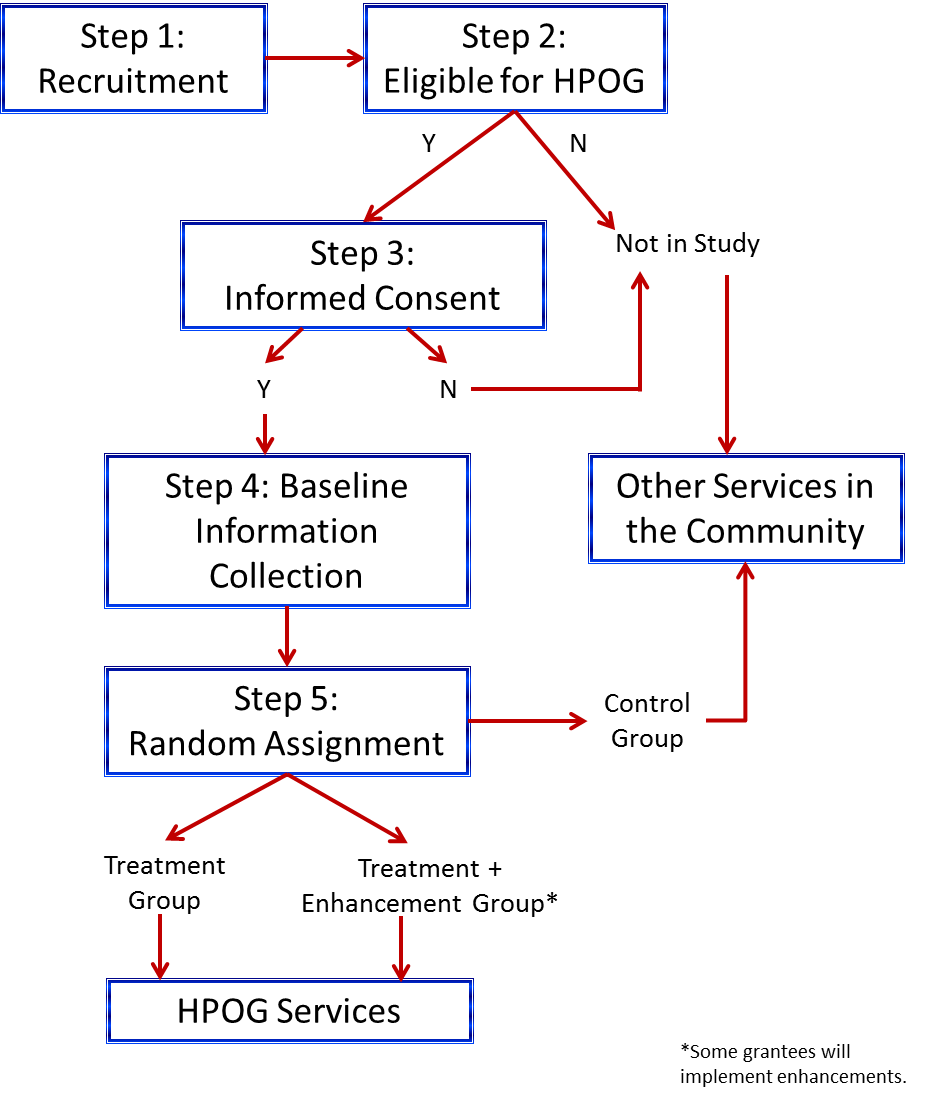 Step 1:
Recruitment
Step 2:
Eligible for HPOG
Y
N
Not in Study
Step 3:
Informed Consent
Y
N
Step 4: Baseline
Information
Collection
Other Services in
the Community
Step 5:
Random Assignment
Control
Group
Treatment
Group
Treatment +
Enhancement Group*
HPOG Services
*Some grantees will
implement enhancements.